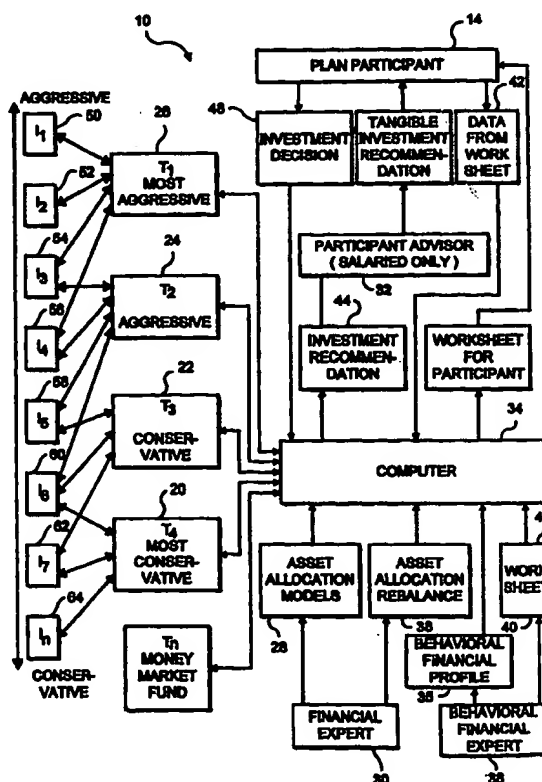 10
14
PLAN PARTICIPANT
42
48
AGGRESSIVE
50
26
I1
T1
MOST
AGGRESSIVE
INVESTMENT
DECISION
TANGIBLE
INVESTMENT
RECOMMEN-
DATION
DATA
FROM
WORK
SHEET
52
I2
54
I3
24
T2
AGGRESSIVE
PARTICIPANT ADVISOR
( SALARIED ONLY )
32
44
56
I4
INVESTMENT
RECOMMEN-
DATION
WORKSHEET
FOR
PARTICIPANT
58
I5
22
T3
CONSER-
VATIVE
34
COMPUTER
60
I6
20
T4
MOST
CONSER-
VATIVE
62
I7
64
In
CONSERVATIVE
Tn
MONEY
MARKET
FUND
ASSET
ALLOCATION
MODELS
28
ASSET
ALLOCATION
REBALANCE
38
WORK
SHEET
40
BEHAVIORAL
FINANCIAL
PROFILE
35
FINANCIAL
EXPERT
30
BEHAVIORAL
FINANCIAL
EXPERT